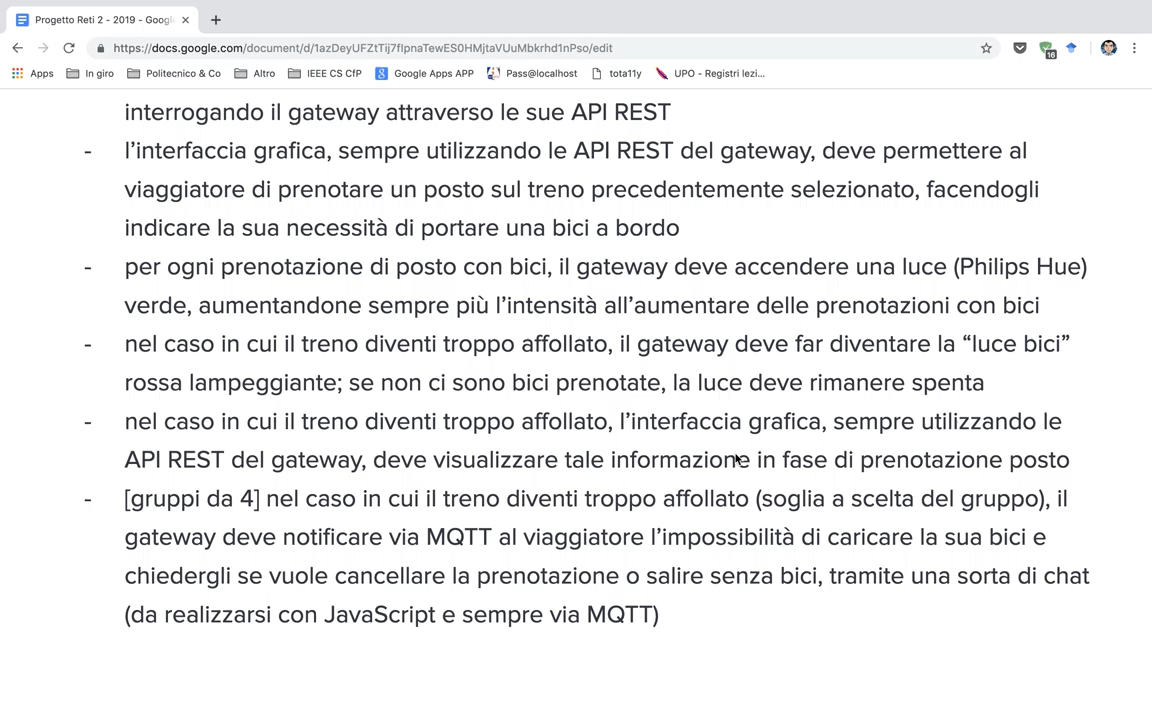 Progetto Reti 2 - 2019 - Googl
https://docs.google.com/document/d/1azDeyUFZtTij7flpnaTewES0HMjtaVUuMbkrhd1nPso/edit
16
Apps In giro Politecnico & Co Altro IEEE CS CfP Google Apps APP Pass@localhost tota11y UPO - Registri lezi...
interrogando il gateway attraverso le sue API REST
- l’interfaccia grafica, sempre utilizzando le API REST del gateway, deve permettere al
viaggiatore di prenotare un posto sul treno precedentemente selezionato, facendogli
indicare la sua necessità di portare una bici a bordo
- per ogni prenotazione di posto con bici, il gateway deve accendere una luce (Philips Hue)
verde, aumentandone sempre più l’intensità all’aumentare delle prenotazioni con bici
- nel caso in cui il treno diventi troppo affollato, il gateway deve far diventare la “luce bici”
rossa lampeggiante; se non ci sono bici prenotate, la luce deve rimanere spenta
- nel caso in cui il treno diventi troppo affollato, l’interfaccia grafica, sempre utilizzando le
API REST del gateway, deve visualizzare tale informazione in fase di prenotazione posto
- [gruppi da 4] nel caso in cui il treno diventi troppo affollato (soglia a scelta del gruppo), il
gateway deve notificare via MQTT al viaggiatore l’impossibilità di caricare la sua bici e
chiedergli se vuole cancellare la prenotazione o salire senza bici, tramite una sorta di chat
(da realizzarsi con JavaScript e sempre via MQTT)